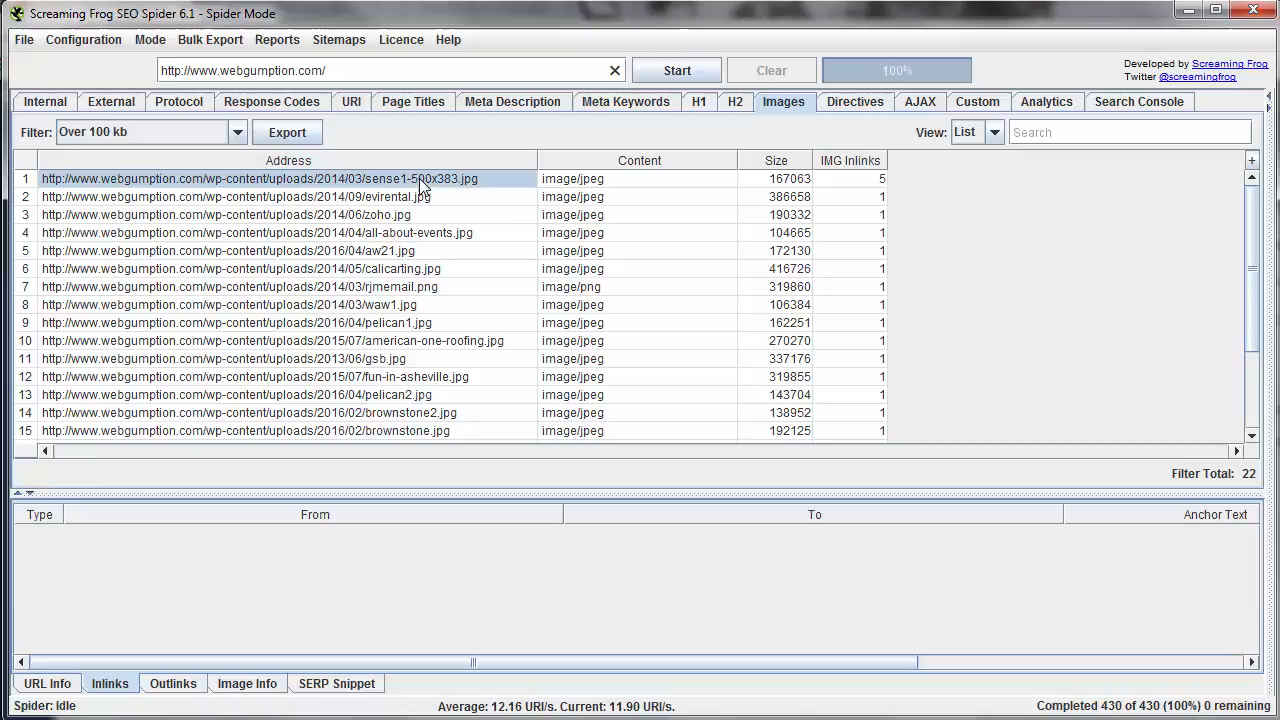 Screaming Frog SEO Spider 6.1 - Spider Mode
File Configuration Mode Bulk Export Reports Sitemaps Licence Help
http://www.webgumption.com/ Start Clear 100% Developed by Screaming Frog
Twitter @screamingfrog
Internal External Protocol Response Codes URI Page Titles Meta Description Meta Keywords H1 H2 Images Directives AJAX Custom Analytics Search Console
Filter: Over 100 kb Export View: List Search
Address Content Size IMG Inlinks
1 http://www.webgumption.com/wp-content/uploads/2014/03/sense1-500x383.jpg image/jpeg 167063 5
2 http://www.webgumption.com/wp-content/uploads/2014/09/evirental.jpg image/jpeg 386658 1
3 http://www.webgumption.com/wp-content/uploads/2014/06/zoho.jpg image/jpeg 190332 1
4 http://www.webgumption.com/wp-content/uploads/2014/04/all-about-events.jpg image/jpeg 104665 1
5 http://www.webgumption.com/wp-content/uploads/2016/04/aw21.jpg image/jpeg 172130 1
6 http://www.webgumption.com/wp-content/uploads/2014/05/calicarting.jpg image/jpeg 416726 1
7 http://www.webgumption.com/wp-content/uploads/2014/03/rjmemail.png image/png 319860 1
8 http://www.webgumption.com/wp-content/uploads/2014/03/waw1.jpg image/jpeg 106384 1
9 http://www.webgumption.com/wp-content/uploads/2016/04/pelican1.jpg image/jpeg 162251 1
10 http://www.webgumption.com/wp-content/uploads/2015/07/american-one-roofing.jpg image/jpeg 270270 1
11 http://www.webgumption.com/wp-content/uploads/2013/06/gsb.jpg image/jpeg 337176 1
12 http://www.webgumption.com/wp-content/uploads/2015/07/fun-in-asheville.jpg image/jpeg 319855 1
13 http://www.webgumption.com/wp-content/uploads/2016/04/pelican2.jpg image/jpeg 143704 1
14 http://www.webgumption.com/wp-content/uploads/2016/02/brownstone2.jpg image/jpeg 138952 1
15 http://www.webgumption.com/wp-content/uploads/2016/02/brownstone.jpg image/jpeg 192125 1
Filter Total: 22
Type From To Anchor Text
URL Info Inlinks Outlinks Image Info SERP Snippet
Spider: Idle Average: 12.16 URI/s. Current: 11.90 URI/s. Completed 430 of 430 (100%) 0 remaining